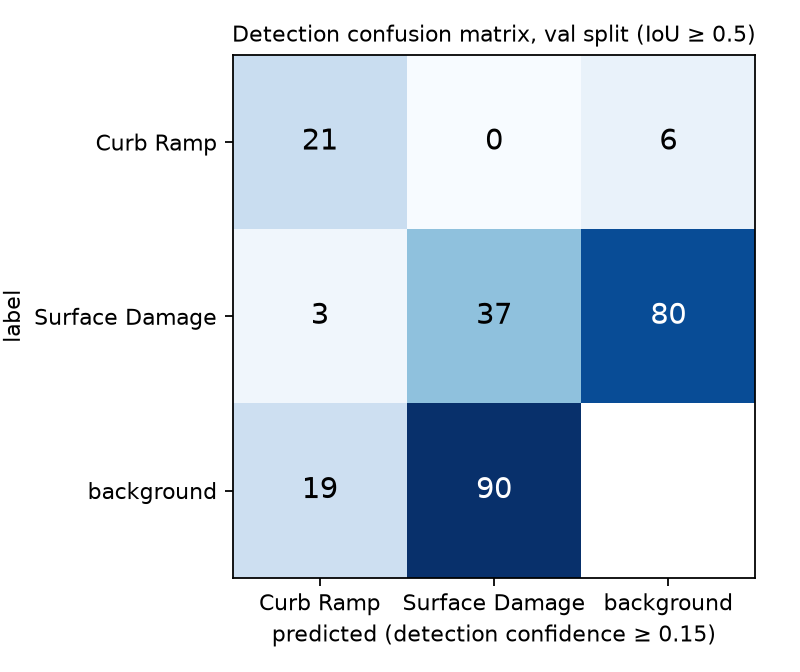 Detection confusion matrix, val split (IoU ≥ 0.5)
Curb Ramp 21 0 6
Surface Damage 3 37 80
background 19 90
label
Curb Ramp Surface Damage background
predicted (detection confidence ≥ 0.15)